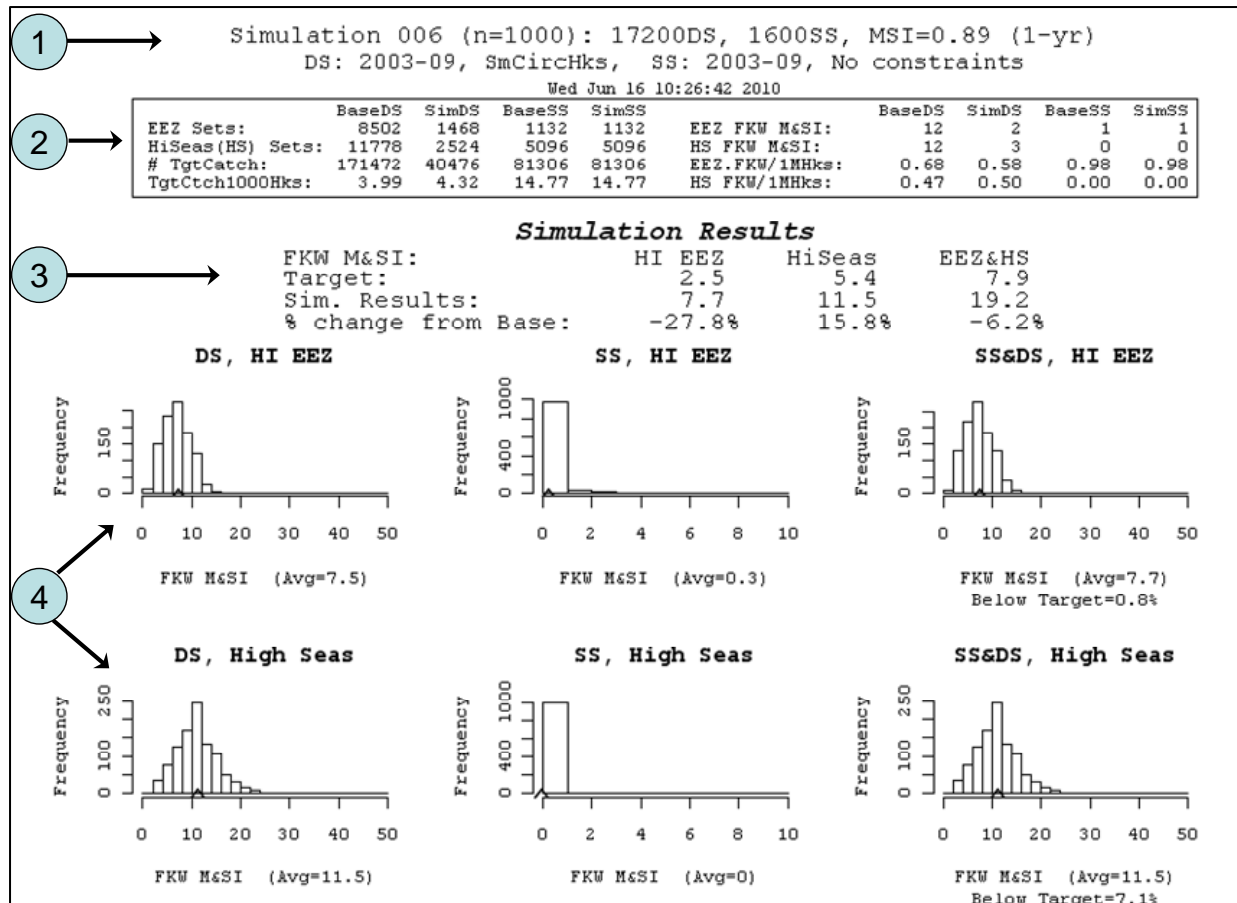 1
Simulation 006 (n=1000): 17200DS, 1600SS, MSI=0.89 (1-yr)
DS: 2003-09, SmCircHks, SS: 2003-09, No constraints
Wed Jun 16 10:26:42 2010
2
BaseDS SimDS BaseSS SimSS BaseDS SimDS BaseSS SimSS
EEZ Sets: 8502 1468 1132 1132 EEZ FKW M&SI: 12 2 1 1
HiSeas(HS) Sets: 11778 2524 5096 5096 HS FKW M&SI: 12 3 0 0
# TgtCatch: 171472 40476 81306 81306 EEZ.FKW/1MHks: 0.68 0.58 0.98 0.98
TgtCtch1000Hks: 3.99 4.32 14.77 14.77 HS FKW/1MHks: 0.47 0.50 0.00 0.00
Simulation Results
3
FKW M&SI: HI EEZ HiSeas EEZ&HS
Target: 2.5 5.4 7.9
Sim. Results: 7.7 11.5 19.2
% change from Base: -27.8% 15.8% -6.2%
DS, HI EEZ
Frequency
0 150
0 10 20 30 40 50
FKW M&SI (Avg=7.5)
SS, HI EEZ
Frequency
0 400 1000
0 2 4 6 8 10
FKW M&SI (Avg=0.3)
SS&DS, HI EEZ
Frequency
0 150
0 10 20 30 40 50
FKW M&SI (Avg=7.7)
Below Target=0.8%
4
DS, High Seas
Frequency
0 100 250
0 10 20 30 40 50
FKW M&SI (Avg=11.5)
SS, High Seas
Frequency
0 400 1000
0 2 4 6 8 10
FKW M&SI (Avg=0)
SS&DS, High Seas
Frequency
0 100 250
0 10 20 30 40 50
FKW M&SI (Avg=11.5)
Below Target=7.1%